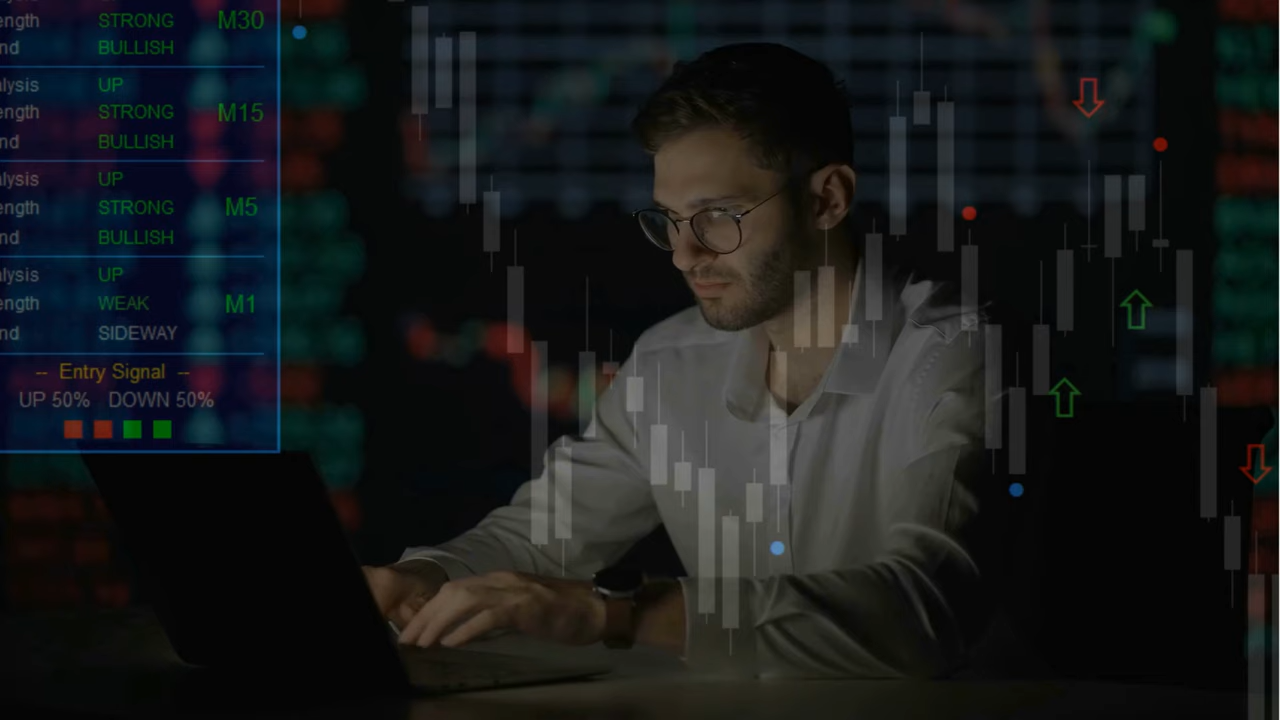 ength STRONG M30
nd BULLISH
alysis UP
ength STRONG M15
nd BULLISH
alysis UP
ength STRONG M5
nd BULLISH
alysis UP
ength WEAK M1
nd SIDEWAY
-- Entry Signal --
UP 50% DOWN 50%